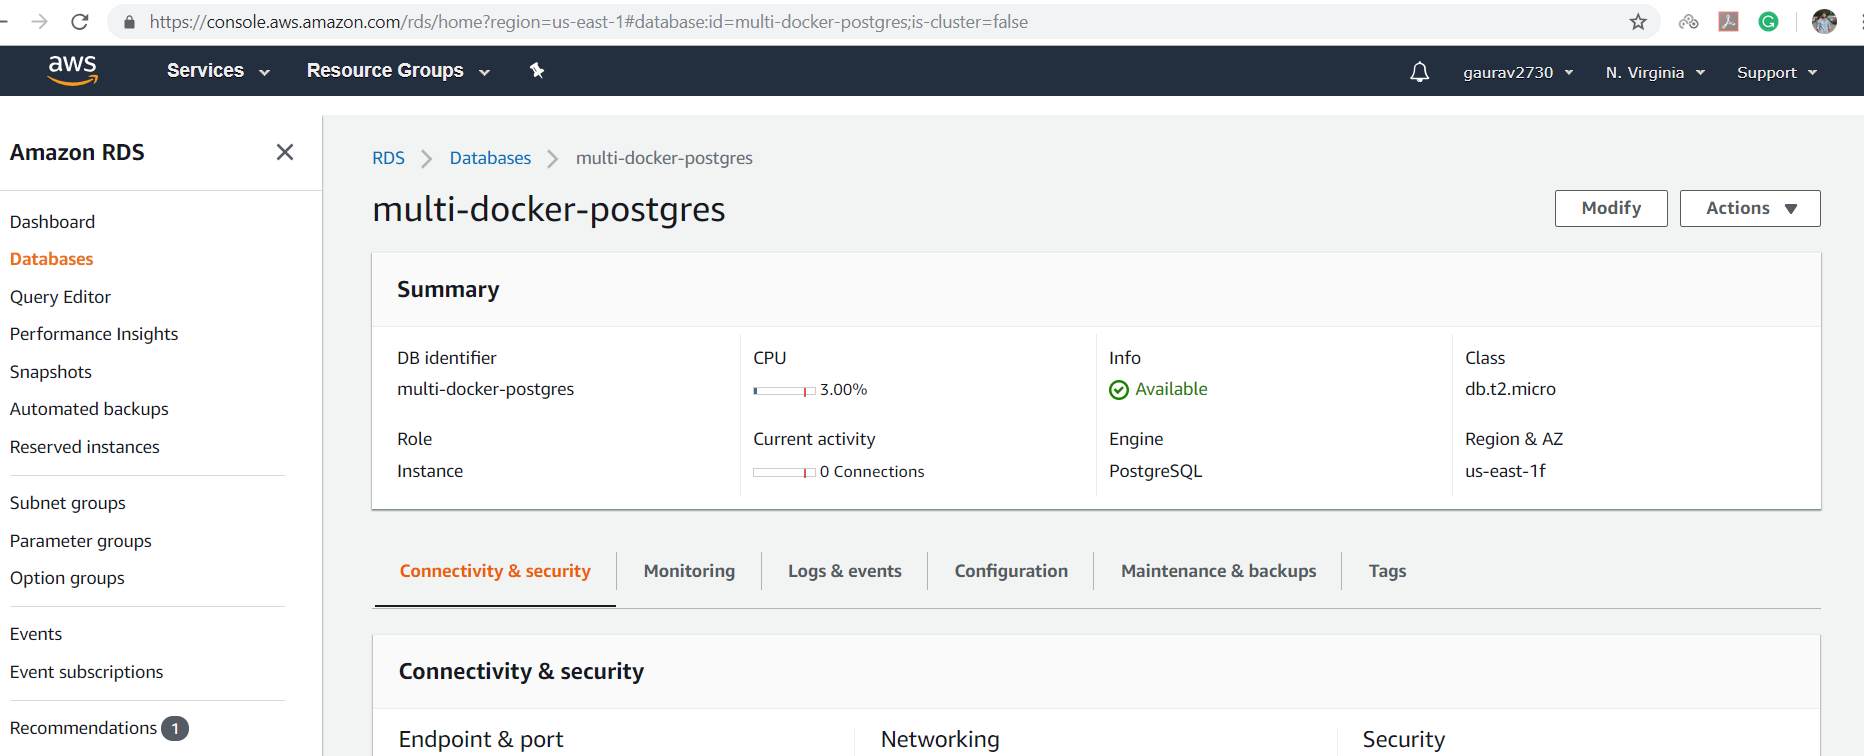 https://console.aws.amazon.com/rds/home?region=us-east-1#database:id=multi-docker-postgres;is-cluster=false
aws Services Resource Groups gaurav2730 N. Virginia Support
Amazon RDS
Dashboard
Databases
Query Editor
Performance Insights
Snapshots
Automated backups
Reserved instances
Subnet groups
Parameter groups
Option groups
Events
Event subscriptions
Recommendations 1
RDS Databases multi-docker-postgres
multi-docker-postgres
Modify Actions
Summary
DB identifier CPU Info Class
multi-docker-postgres 3.00% Available db.t2.micro
Role Current activity Engine Region & AZ
Instance 0 Connections PostgreSQL us-east-1f
Connectivity & security Monitoring Logs & events Configuration Maintenance & backups Tags
Connectivity & security
Endpoint & port Networking Security